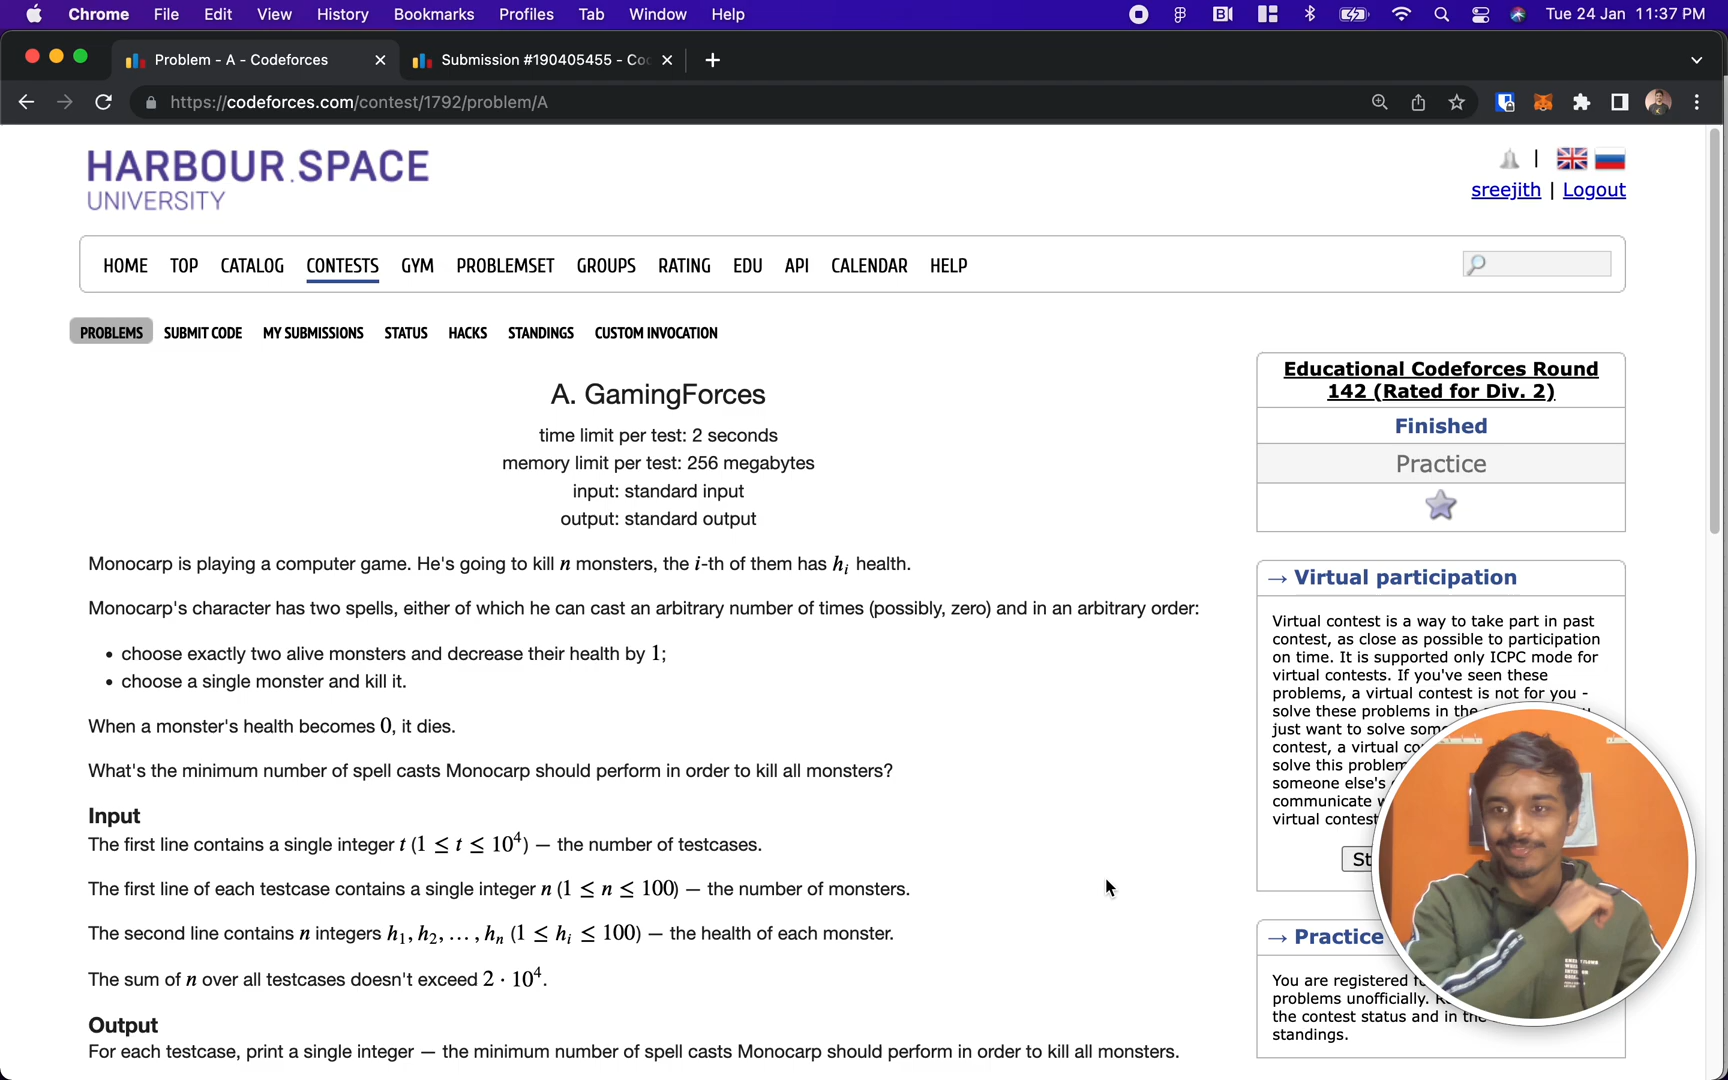 Chrome File Edit View History Bookmarks Profiles Tab Window Help Tue 24 Jan 11:37 PM
Problem - A - Codeforces Submission #190405455 - Co
https://codeforces.com/contest/1792/problem/A
HARBOUR.SPACE
UNIVERSITY
sreejith | Logout
HOME TOP CATALOG CONTESTS GYM PROBLEMSET GROUPS RATING EDU API CALENDAR HELP
PROBLEMS SUBMIT CODE MY SUBMISSIONS STATUS HACKS STANDINGS CUSTOM INVOCATION
A. GamingForces
time limit per test: 2 seconds
memory limit per test: 256 megabytes
input: standard input
output: standard output
Monocarp is playing a computer game. He's going to kill n monsters, the i-th of them has hᵢ health.
Monocarp's character has two spells, either of which he can cast an arbitrary number of times (possibly, zero) and in an arbitrary order:
• choose exactly two alive monsters and decrease their health by 1;
• choose a single monster and kill it.
When a monster's health becomes 0, it dies.
What's the minimum number of spell casts Monocarp should perform in order to kill all monsters?
Input
The first line contains a single integer t (1 ≤ t ≤ 10⁴) — the number of testcases.
The first line of each testcase contains a single integer n (1 ≤ n ≤ 100) — the number of monsters.
The second line contains n integers h₁, h₂, …, hₙ (1 ≤ hᵢ ≤ 100) — the health of each monster.
The sum of n over all testcases doesn't exceed 2 · 10⁴.
Output
For each testcase, print a single integer — the minimum number of spell casts Monocarp should perform in order to kill all monsters.
Educational Codeforces Round
142 (Rated for Div. 2)
Finished
Practice
→ Virtual participation
Virtual contest is a way to take part in past
contest, as close as possible to participation
on time. It is supported only ICPC mode for
virtual contests. If you've seen these
problems, a virtual contest is not for you -
solve these problems in the
just want to solve some
contest, a virtual
solve this problem
someone else's
communicate
virtual contest
St
→ Practice
You are registered
problems unofficially.
the contest status and in the
standings.